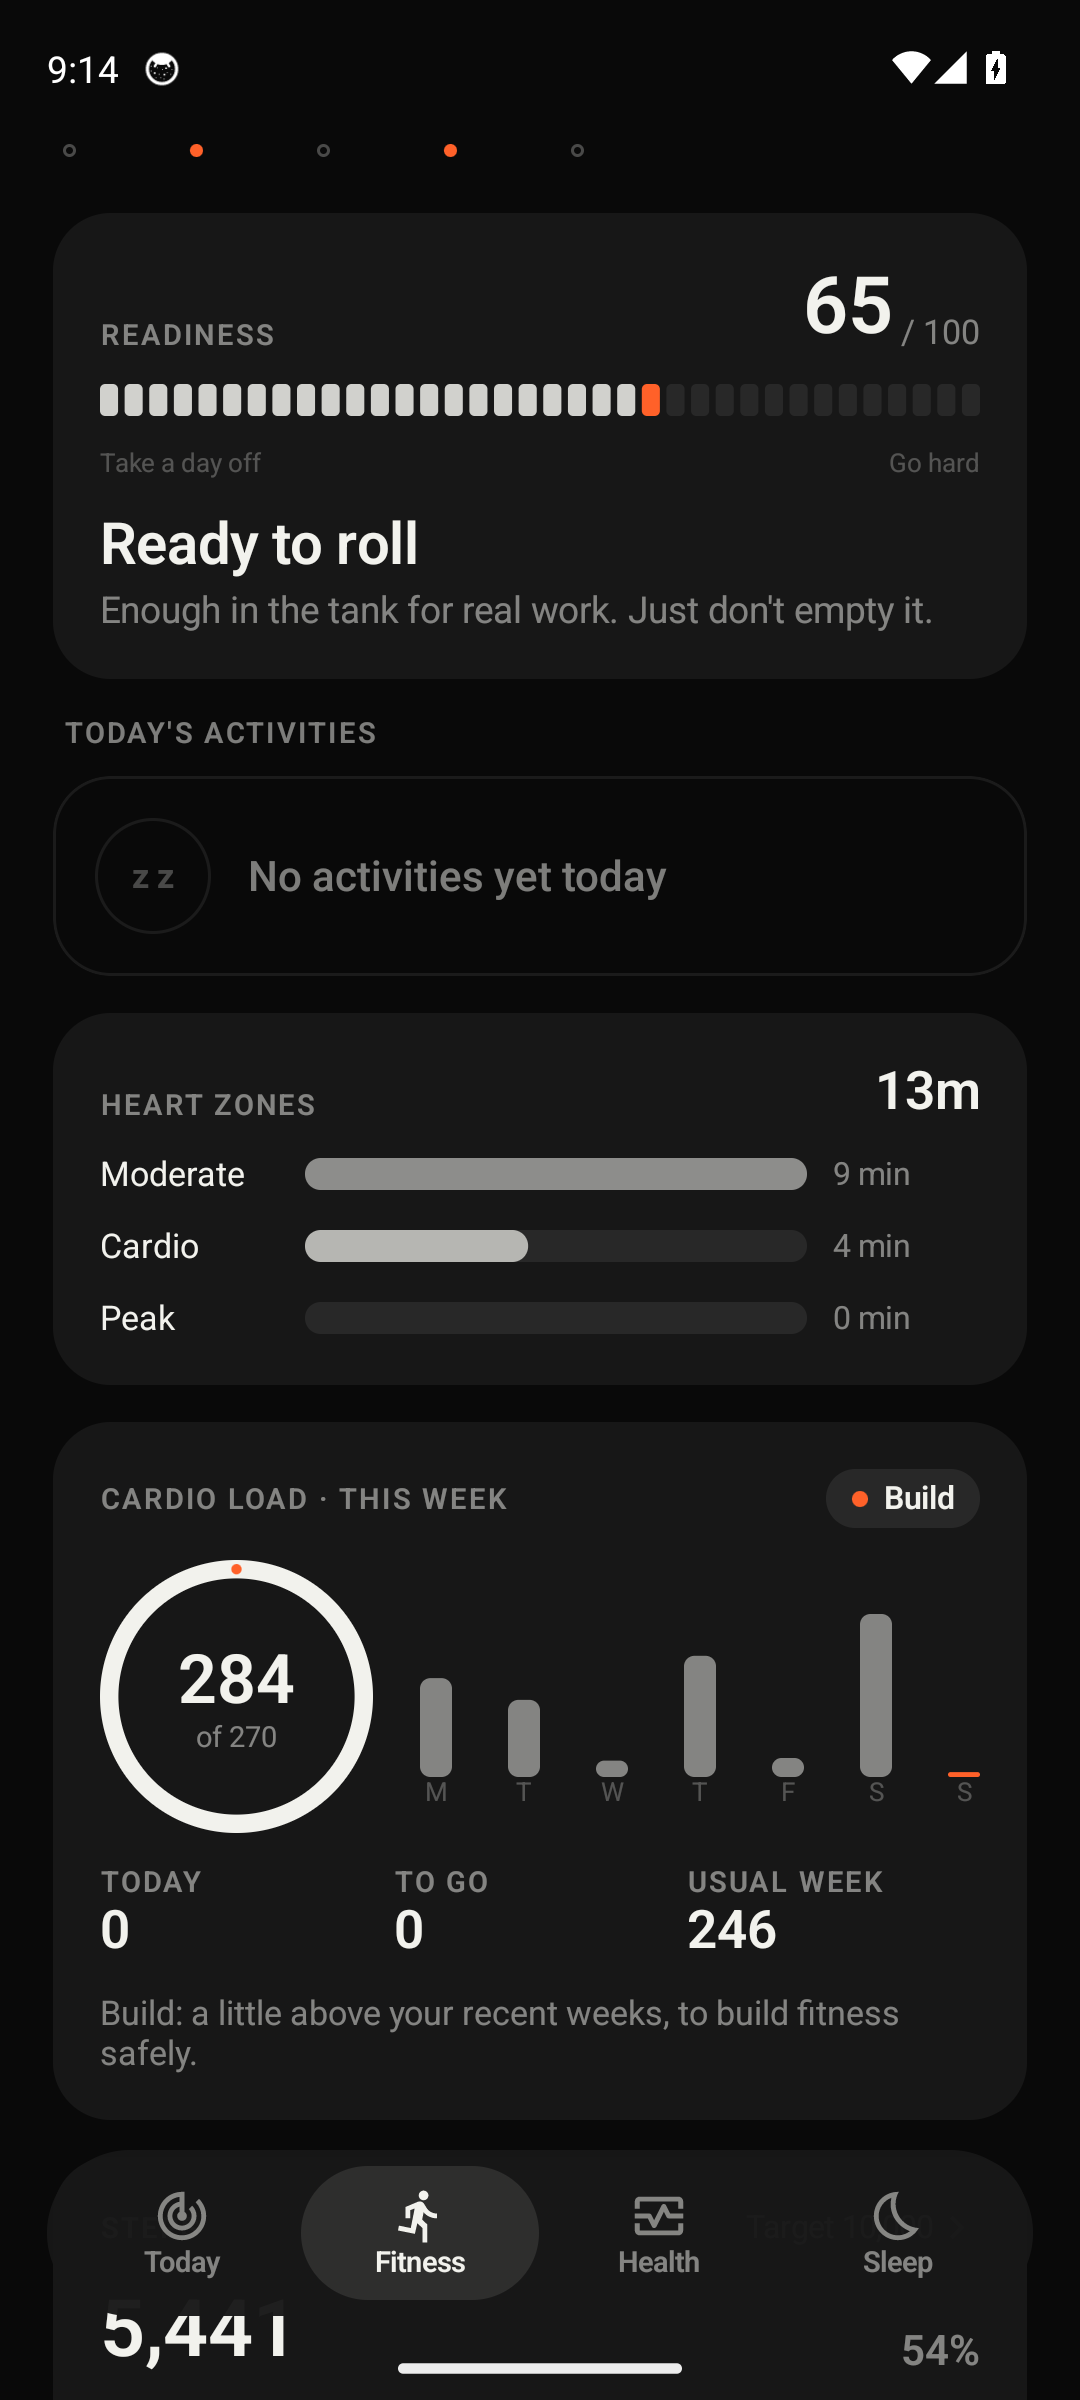 9:14
READINESS
65 / 100
Take a day off
Go hard
Ready to roll
Enough in the tank for real work. Just don't empty it.
TODAY'S ACTIVITIES
z z
No activities yet today
HEART ZONES
13m
Moderate
9 min
Cardio
4 min
Peak
0 min
CARDIO LOAD · THIS WEEK
Build
284
of 270
M T W T F S S
TODAY
TO GO
USUAL WEEK
0
0
246
Build: a little above your recent weeks, to build fitness
safely.
Target
Today
Fitness
Health
Sleep
5,441
54%